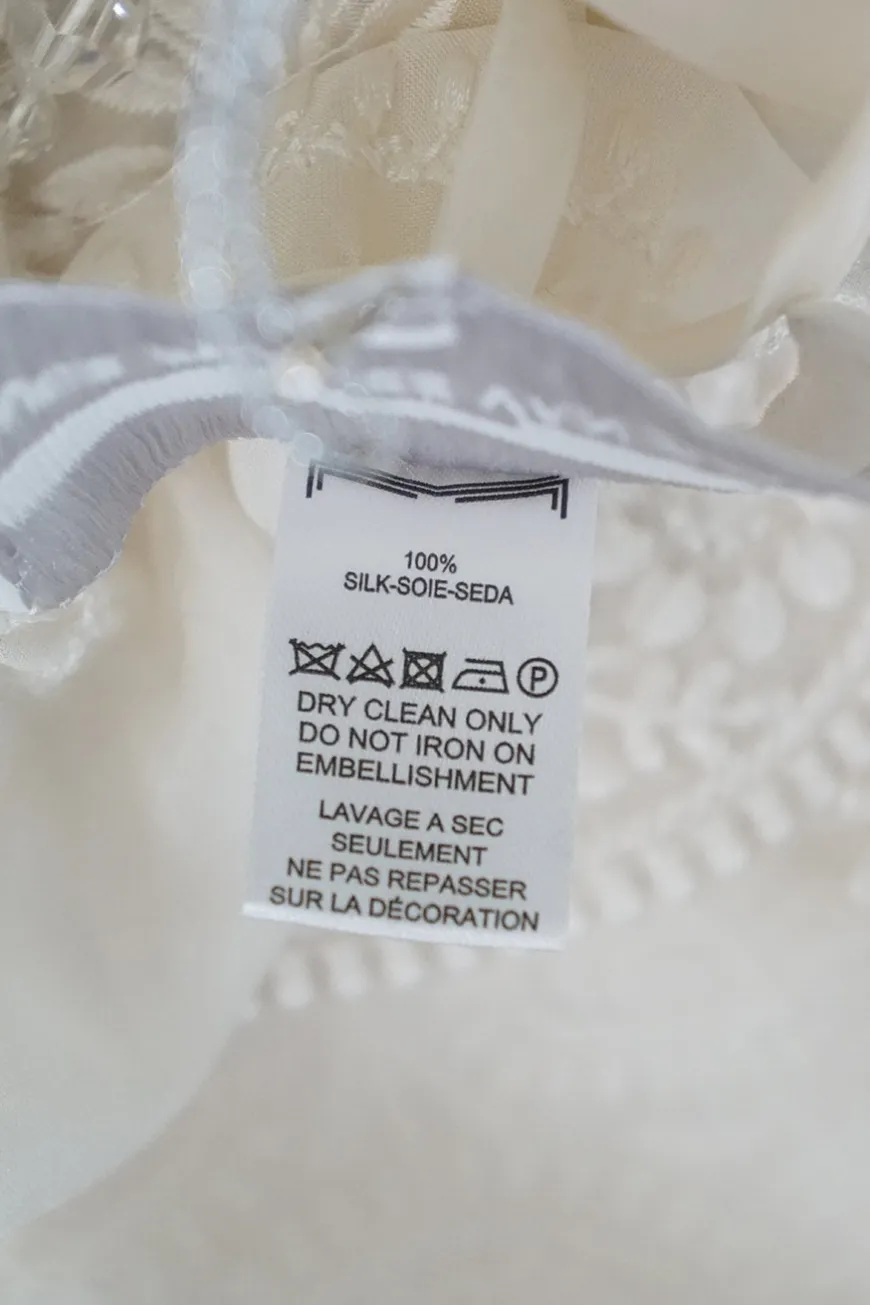 100%
SILK-SOIE-SEDA
P
DRY CLEAN ONLY
DO NOT IRON ON
EMBELLISHMENT
LAVAGE A SEC
SEULEMENT
NE PAS REPASSER
SUR LA DÉCORATION